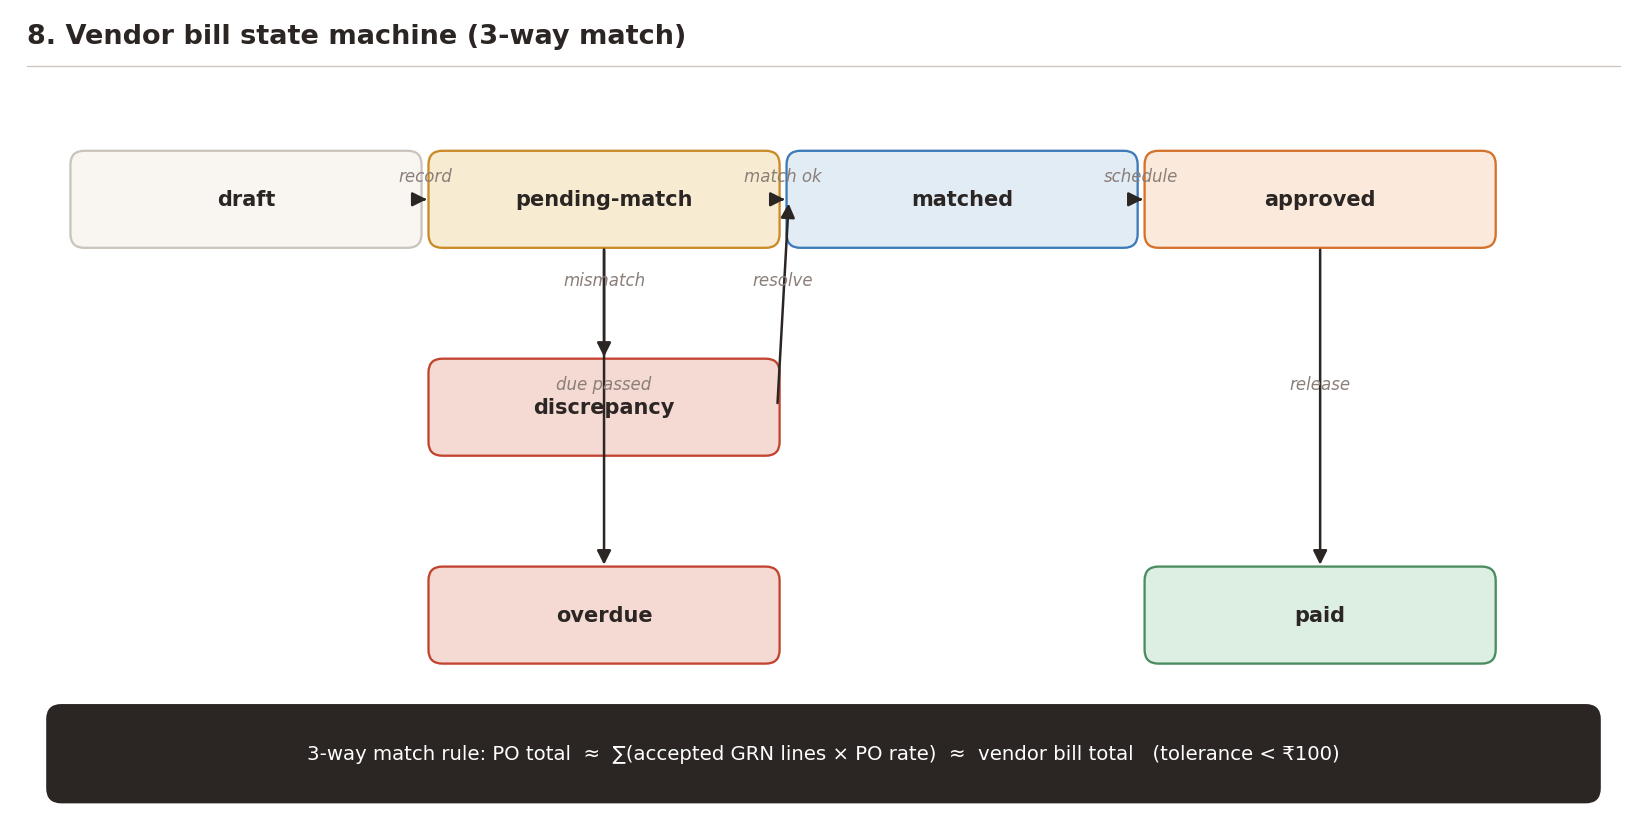 8. Vendor bill state machine (3-way match)
record
match ok
schedule
draft
pending-match
matched
approved
mismatch
resolve
due passed
release
discrepancy
overdue
paid
3-way match rule: PO total ≈ ∑(accepted GRN lines × PO rate) ≈ vendor bill total (tolerance < ₹100)